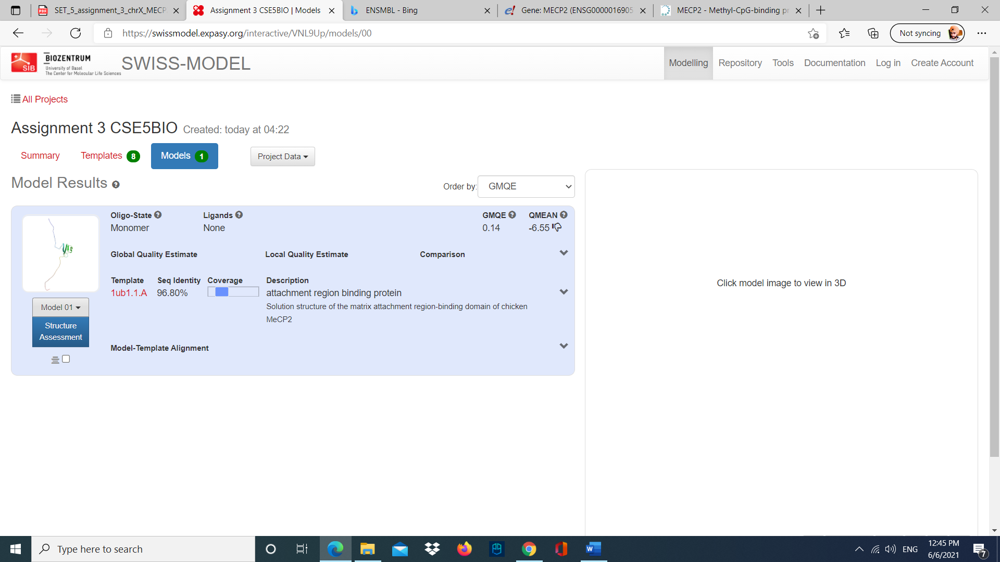 SET_5_assignment_3_chrX_MECP
Assignment 3 CSE5BIO | Models
ENSMBL - Bing
Gene: MECP2 (ENSG0000016905
MECP2 - Methyl-CpG-binding pr
https://swissmodel.expasy.org/interactive/VNL9Up/models/00
Not syncing
SIB
BIOZENTRUM
University of Basel
The Center for Molecular Life Sciences
SWISS-MODEL
Modelling Repository Tools Documentation Log in Create Account
All Projects
Assignment 3 CSE5BIO Created: today at 04:22
Summary Templates 8 Models 1 Project Data
Model Results
Order by: GMQE
Oligo-State Ligands GMQE QMEAN
Monomer None 0.14 -6.55
Global Quality Estimate Local Quality Estimate Comparison
Template Seq Identity Coverage Description
1ub1.1.A 96.80% attachment region binding protein
Solution structure of the matrix attachment region-binding domain of chicken
MeCP2
Model 01
Structure
Assessment
Model-Template Alignment
Click model image to view in 3D
Type here to search
ENG
12:45 PM
6/6/2021
7